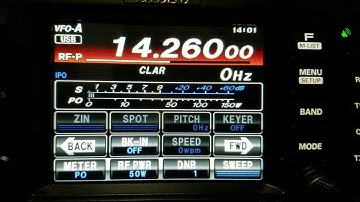 VFO-A 14:01
USB 14.26000
RF-P
IPO CLAR 0Hz
S 1 3 5 7 9 +20 +40 +60dB
PO 0 10 50 100 150W
ZIN SPOT PITCH 0Hz KEYER OFF
BACK BK-IN OFF SPEED 0wpm FWD
METER PO RF PWR 50W DNR 1 SWEEP
F
M-LIST
MENU
SETUP
BAND
MODE